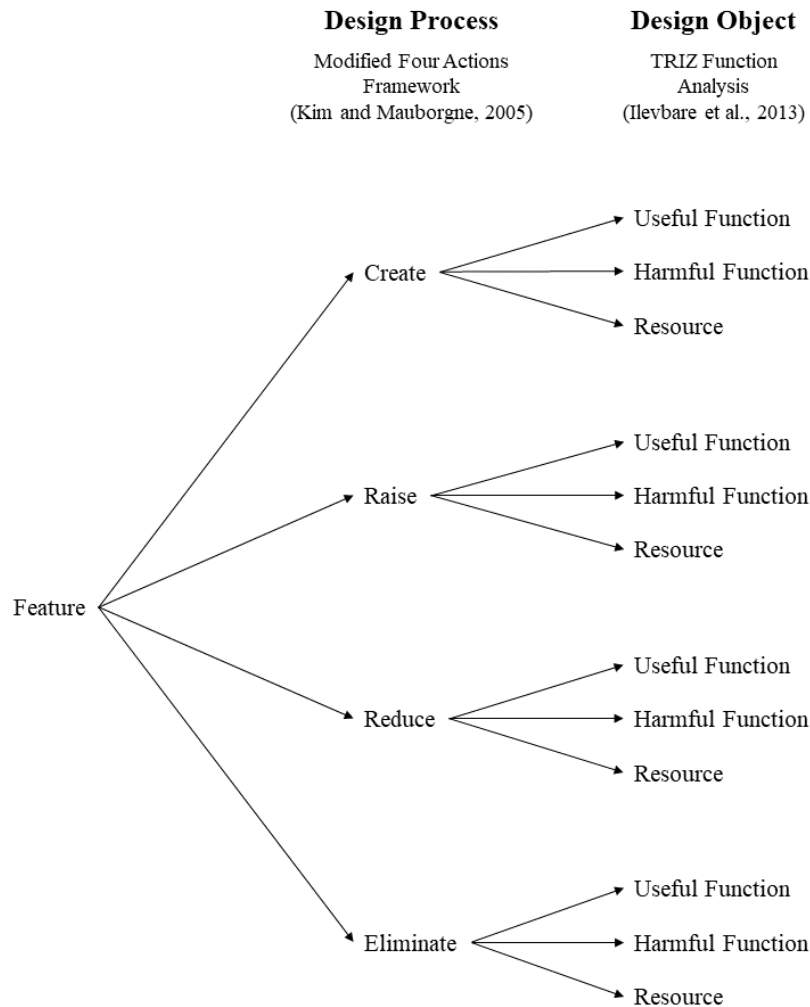 Design Process
Modified Four Actions
Framework
(Kim and Mauborgne, 2005)
Design Object
TRIZ Function
Analysis
(Ilevbare et al., 2013)
Feature
Create
Useful Function
Harmful Function
Resource
Raise
Useful Function
Harmful Function
Resource
Reduce
Useful Function
Harmful Function
Resource
Eliminate
Useful Function
Harmful Function
Resource